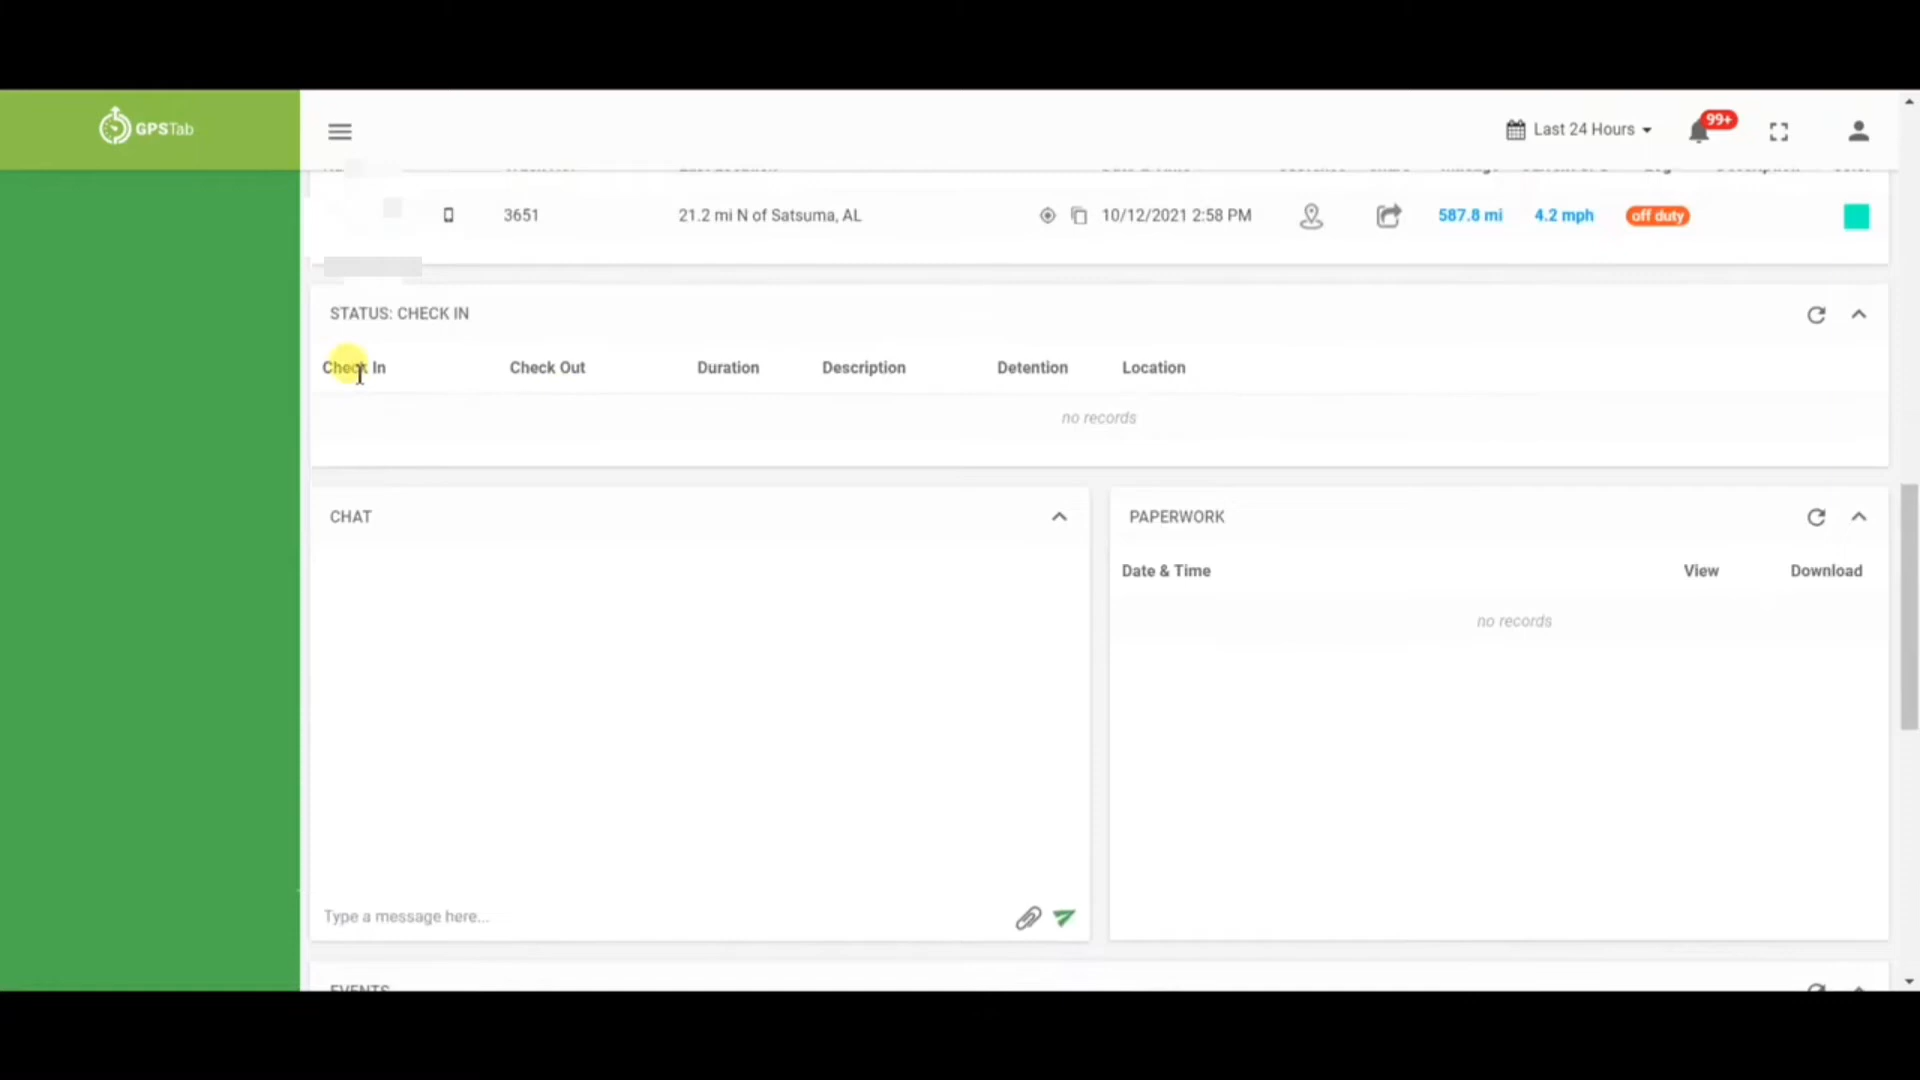 GPSTab
Last 24 Hours
99+
3651
21.2 mi N of Satsuma, AL
10/12/2021 2:58 PM
587.8 mi
4.2 mph
off duty
STATUS: CHECK IN
Check In
Check Out
Duration
Description
Detention
Location
no records
CHAT
Type a message here...
PAPERWORK
Date & Time
View
Download
no records
EVENTS